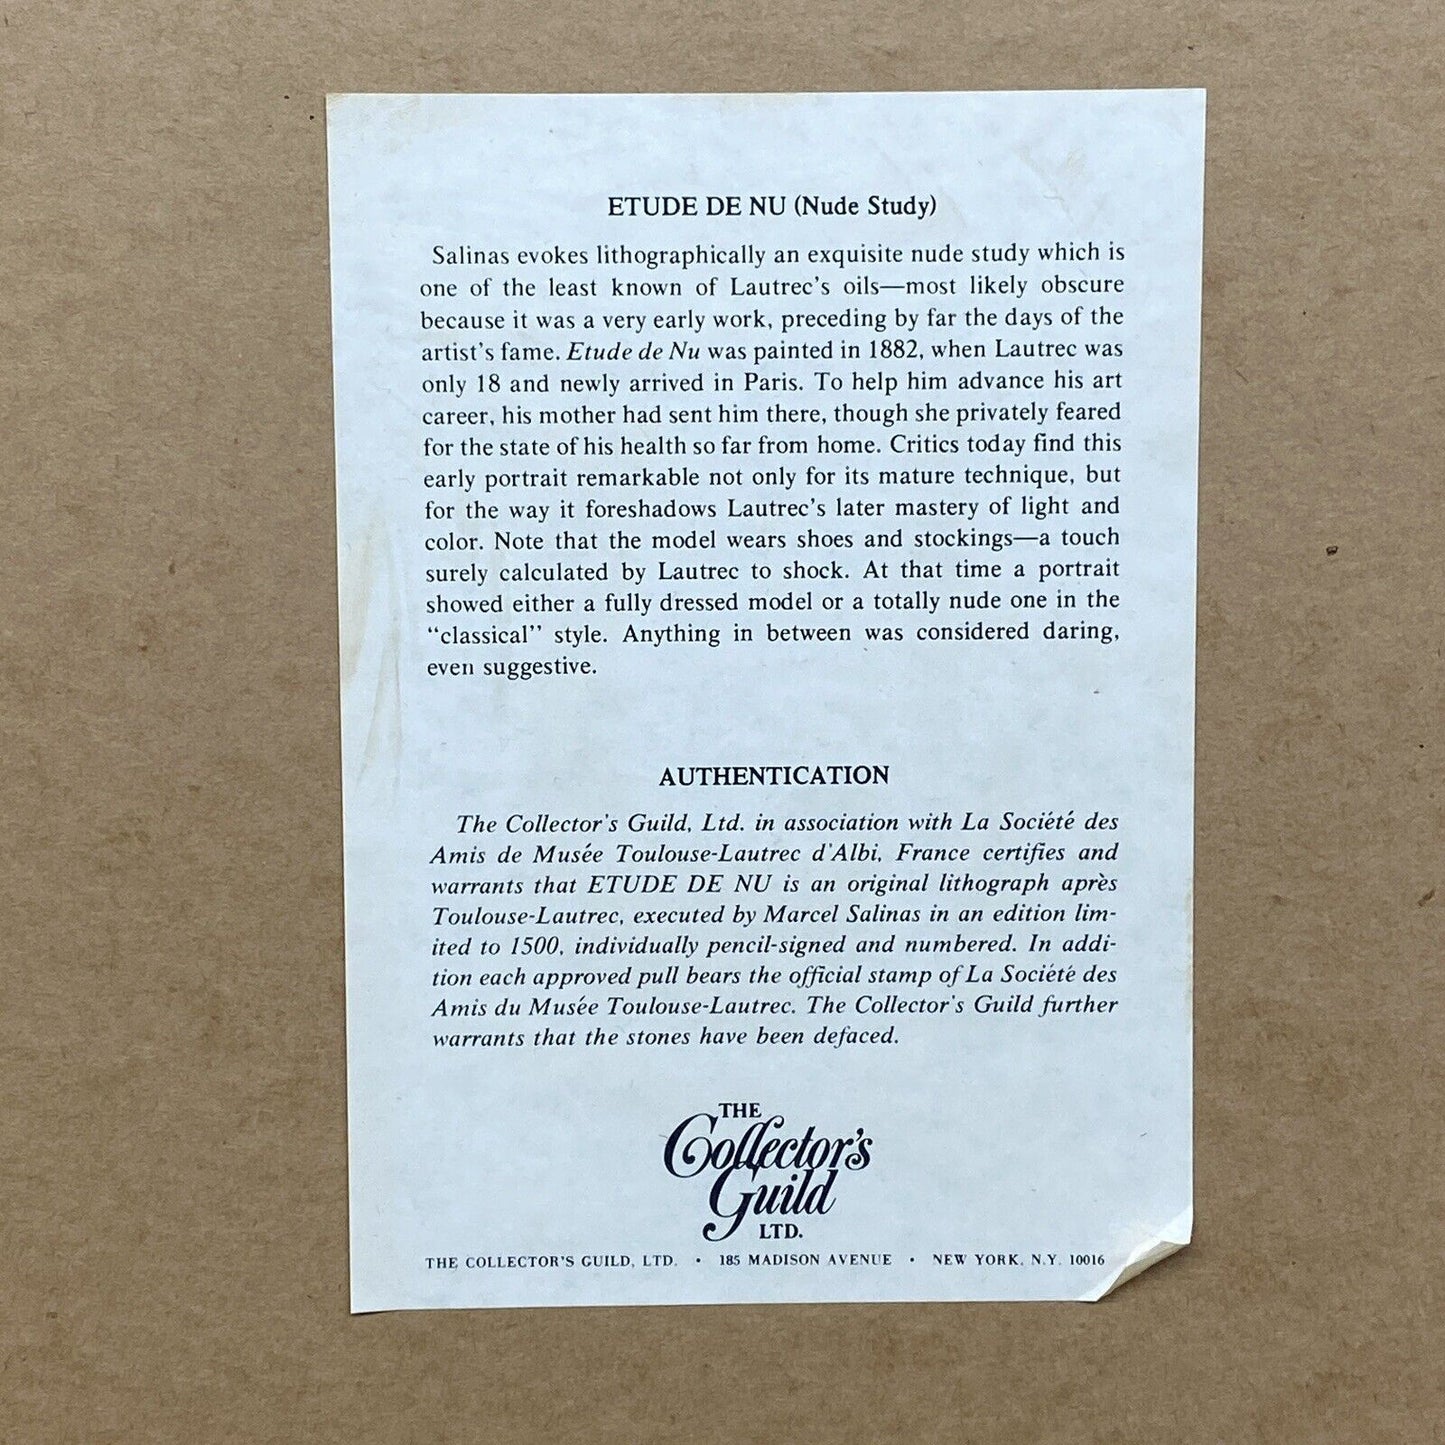 ETUDE DE NU (Nude Study)
Salinas evokes lithographically an exquisite nude study which is
one of the least known of Lautrec's oils—most likely obscure
because it was a very early work, preceding by far the days of the
artist's fame. Etude de Nu was painted in 1882, when Lautrec was
only 18 and newly arrived in Paris. To help him advance his art
career, his mother had sent him there, though she privately feared
for the state of his health so far from home. Critics today find this
early portrait remarkable not only for its mature technique, but
for the way it foreshadows Lautrec's later mastery of light and
color. Note that the model wears shoes and stockings—a touch
surely calculated by Lautrec to shock. At that time a portrait
showed either a fully dressed model or a totally nude one in the
"classical" style. Anything in between was considered daring,
even suggestive.
AUTHENTICATION
The Collector's Guild, Ltd. in association with La Société des
Amis de Musée Toulouse-Lautrec d'Albi, France certifies and
warrants that ETUDE DE NU is an original lithograph après
Toulouse-Lautrec, executed by Marcel Salinas in an edition lim-
ited to 1500, individually pencil-signed and numbered. In addi-
tion each approved pull bears the official stamp of La Société des
Amis du Musée Toulouse-Lautrec. The Collector's Guild further
warrants that the stones have been defaced.
THE
Collector's
Guild
LTD.
THE COLLECTOR'S GUILD, LTD. • 185 MADISON AVENUE • NEW YORK, N.Y. 10016